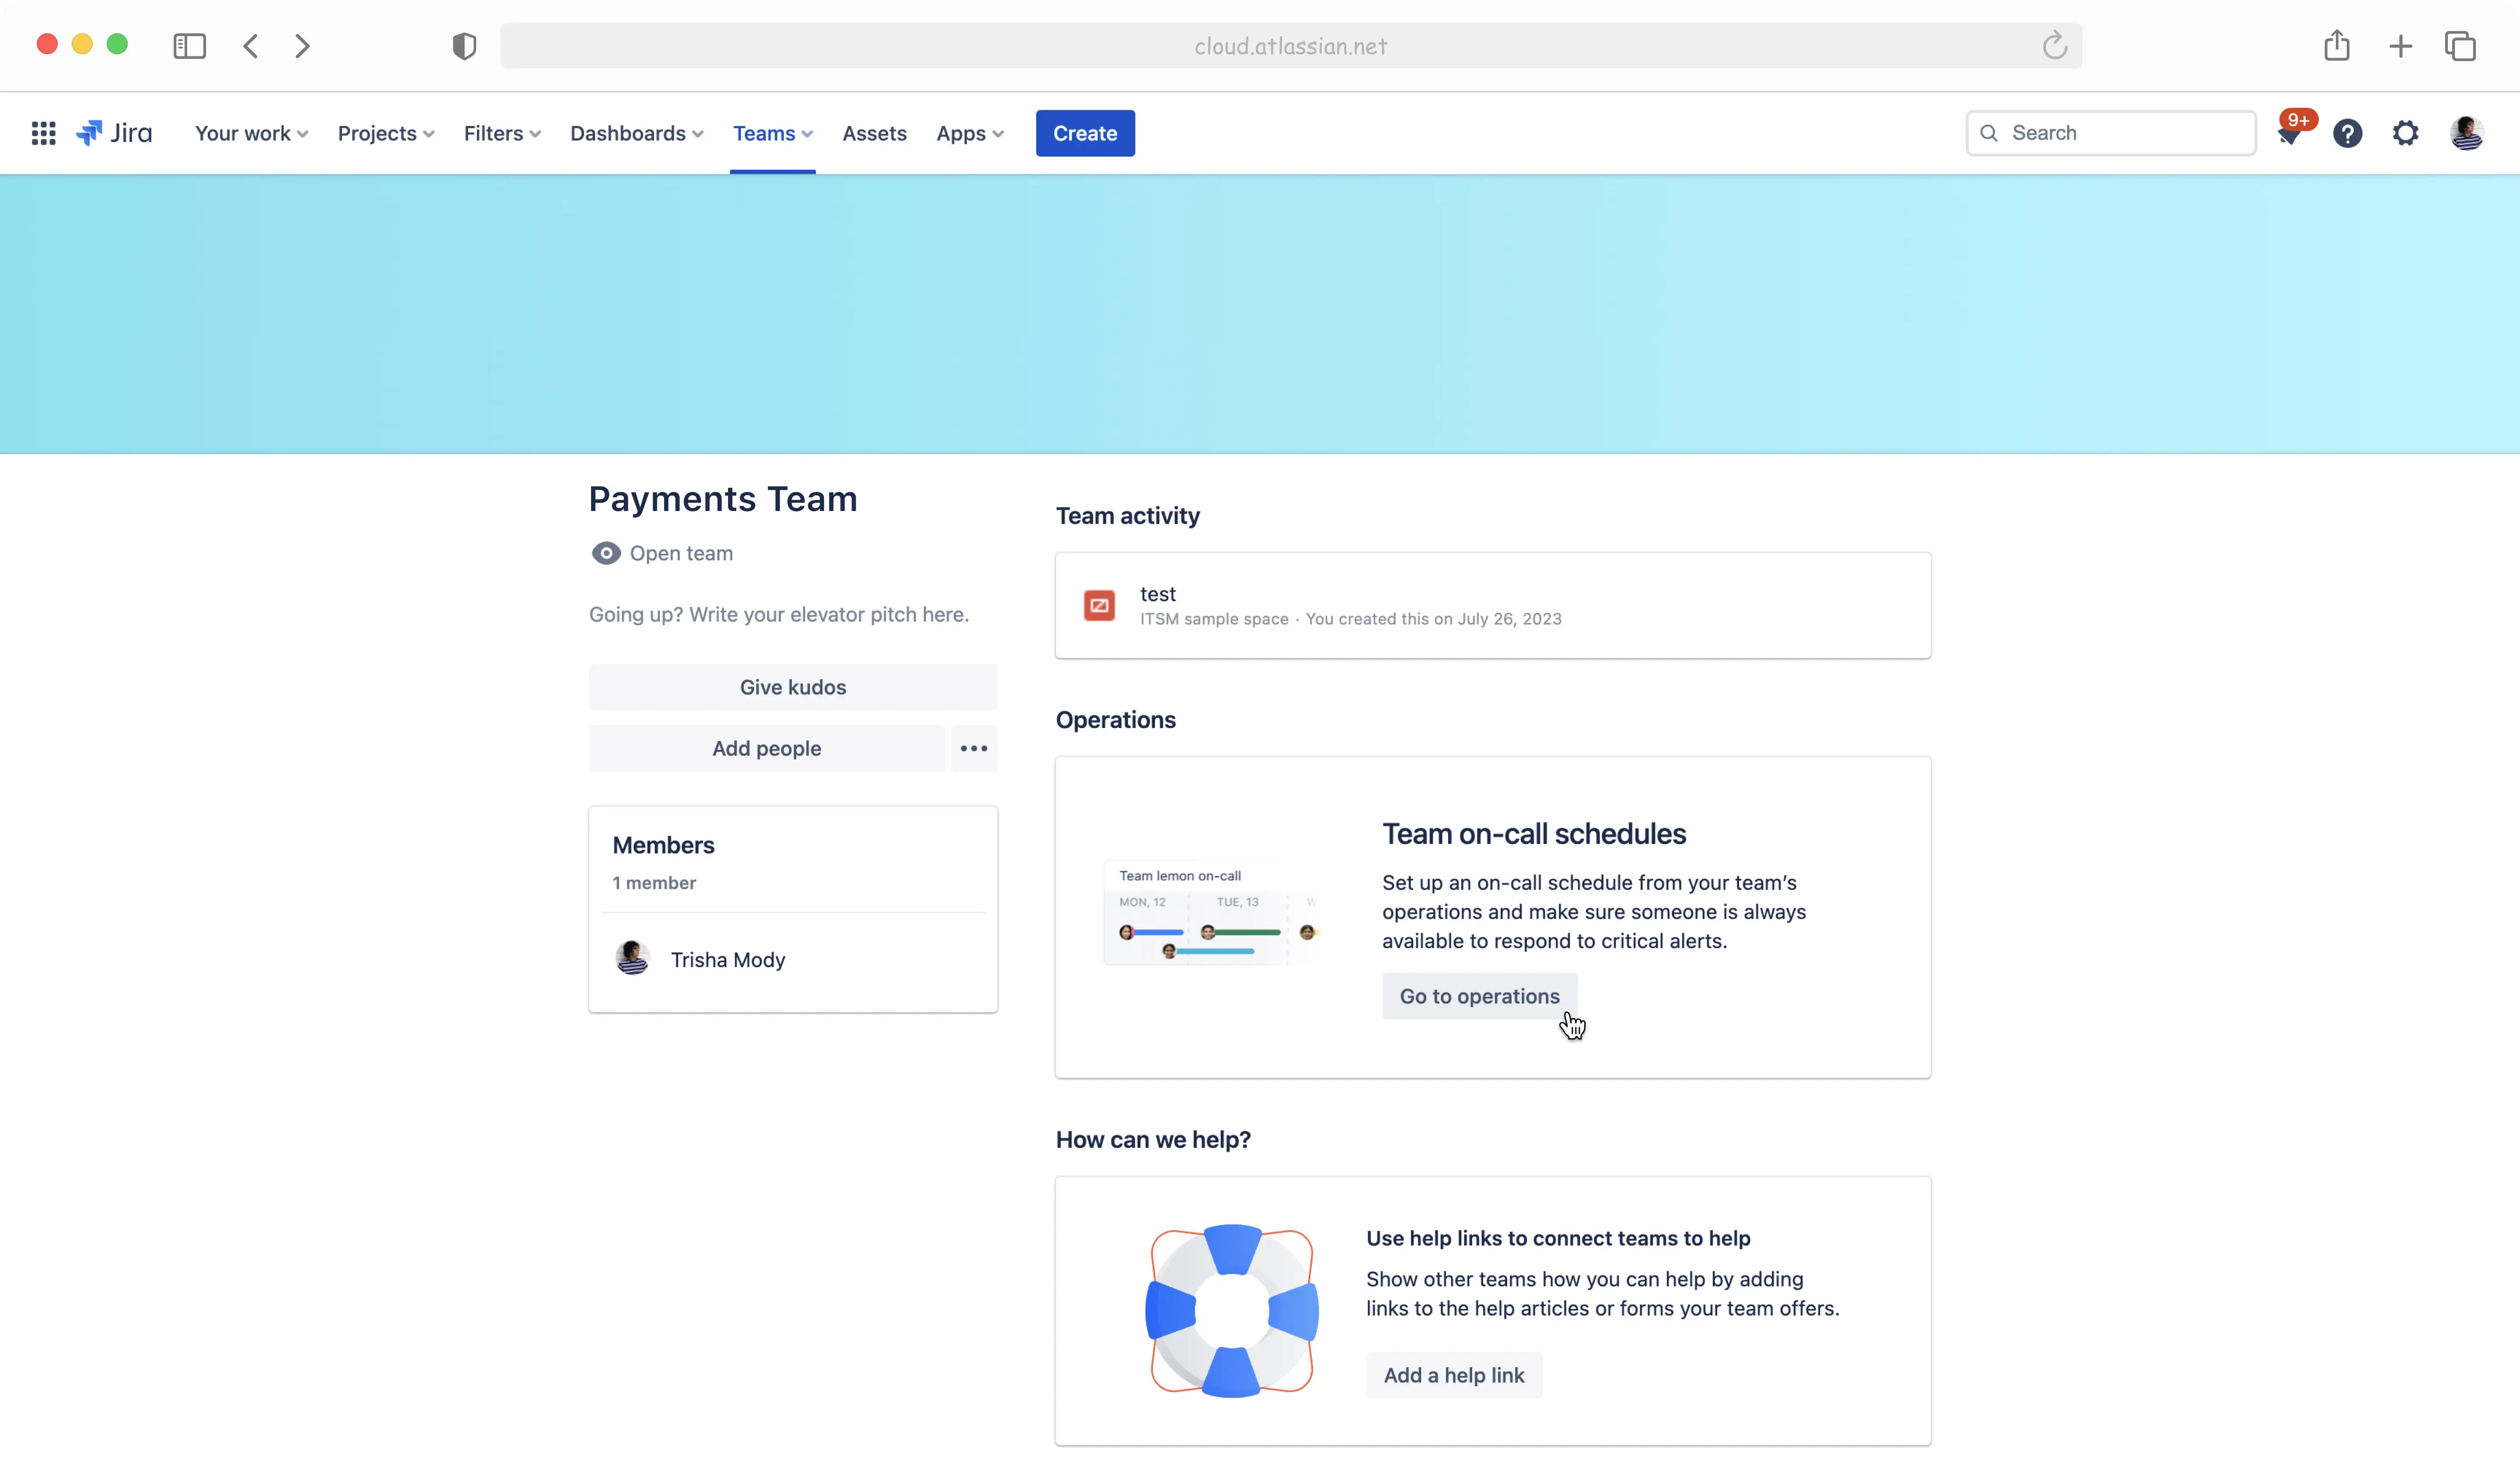 cloud.atlassian.net
Jira Your work Projects Filters Dashboards Teams Assets Apps Create Search 9+
Payments Team
Open team
Going up? Write your elevator pitch here.
Give kudos
Add people
Members
1 member
Trisha Mody
Team activity
test
ITSM sample space · You created this on July 26, 2023
Operations
Team lemon on-call
MON, 12 TUE, 13 W
Team on-call schedules
Set up an on-call schedule from your team's
operations and make sure someone is always
available to respond to critical alerts.
Go to operations
How can we help?
Use help links to connect teams to help
Show other teams how you can help by adding
links to the help articles or forms your team offers.
Add a help link